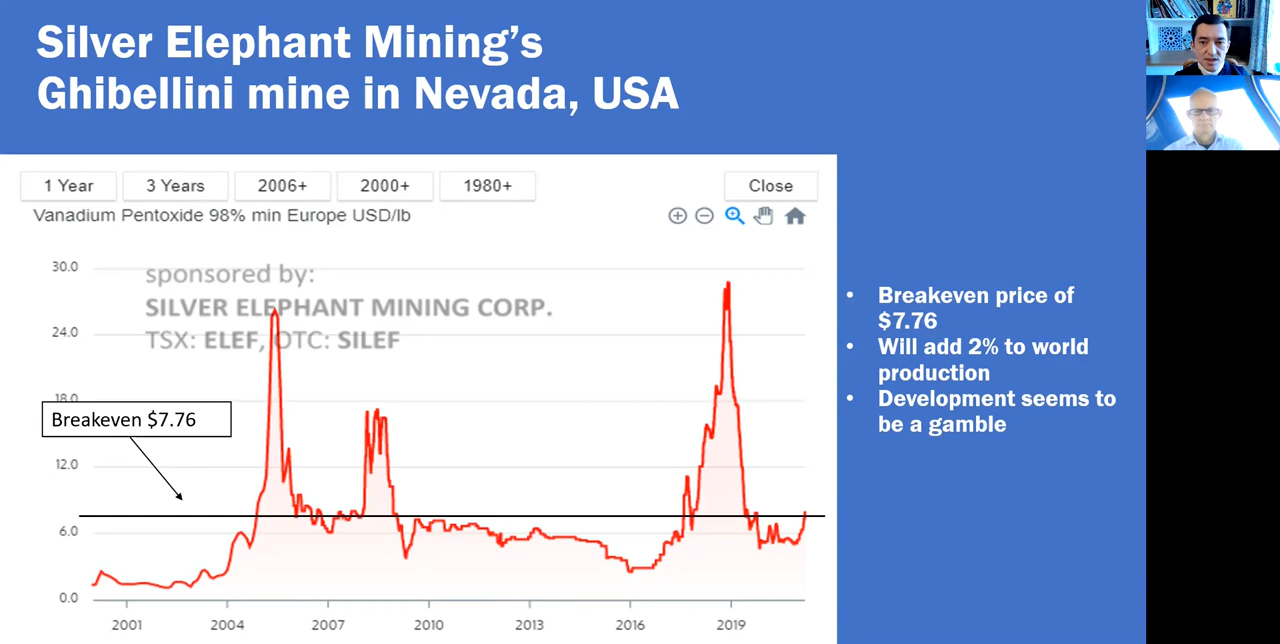 Silver Elephant Mining's
Ghibellini mine in Nevada, USA
1 Year
3 Years
2006+
2000+
1980+
Close
Vanadium Pentoxide 98% min Europe USD/lb
sponsored by:
SILVER ELEPHANT MINING CORP.
TSX: ELEF, OTC: SILEF
30.0
24.0
18.0
12.0
6.0
0.0
Breakeven $7.76
2001
2004
2007
2010
2013
2016
2019
• Breakeven price of
$7.76
• Will add 2% to world
production
• Development seems to
be a gamble